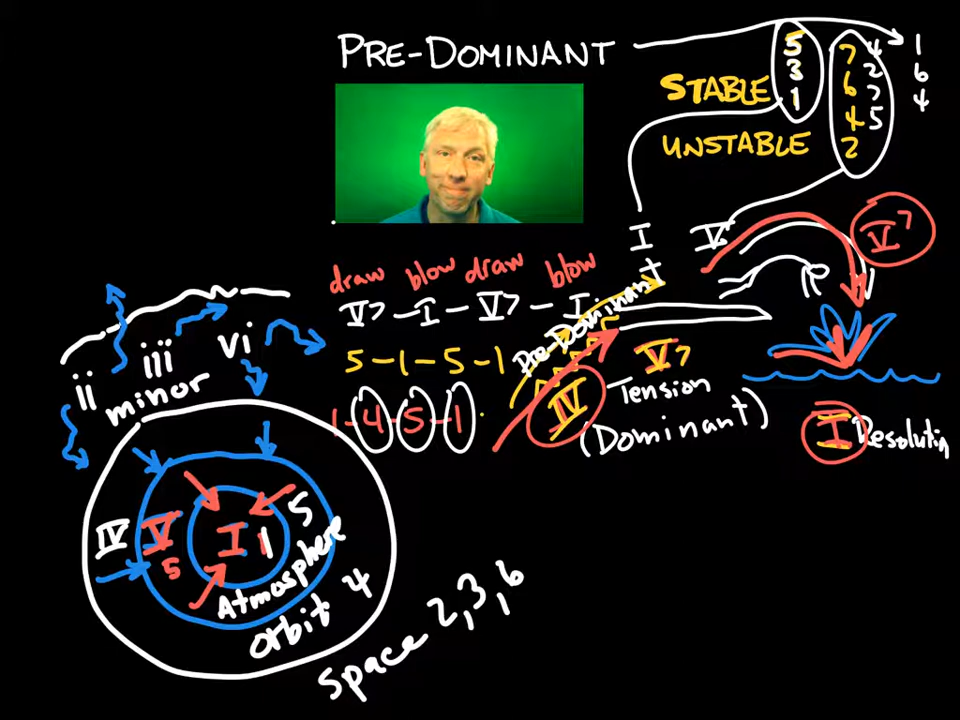 PRE-DOMINANT
5 3 1
7 6 4 2
4 2 7 5
1 6 4
STABLE
UNSTABLE
I V
V7
draw blow draw blow
V7 - I - V7 - I
5 - 1 - 5 - 1
1 - 4 - 5 - 1
Pre-Dominant
IV
V7
Tension
(Dominant)
I Resolutin
ii iii vi
minor
IV V I 1 5
5
Atmosphere
orbit 4
Space 2,3,6